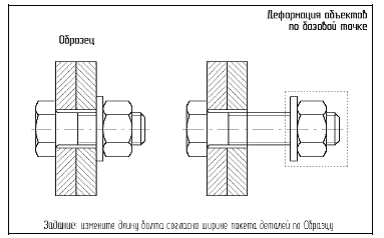 Деформация объектов
по базовой точке
Образец
Задание: измените длину болта согласно ширине пакета деталей по Образцу